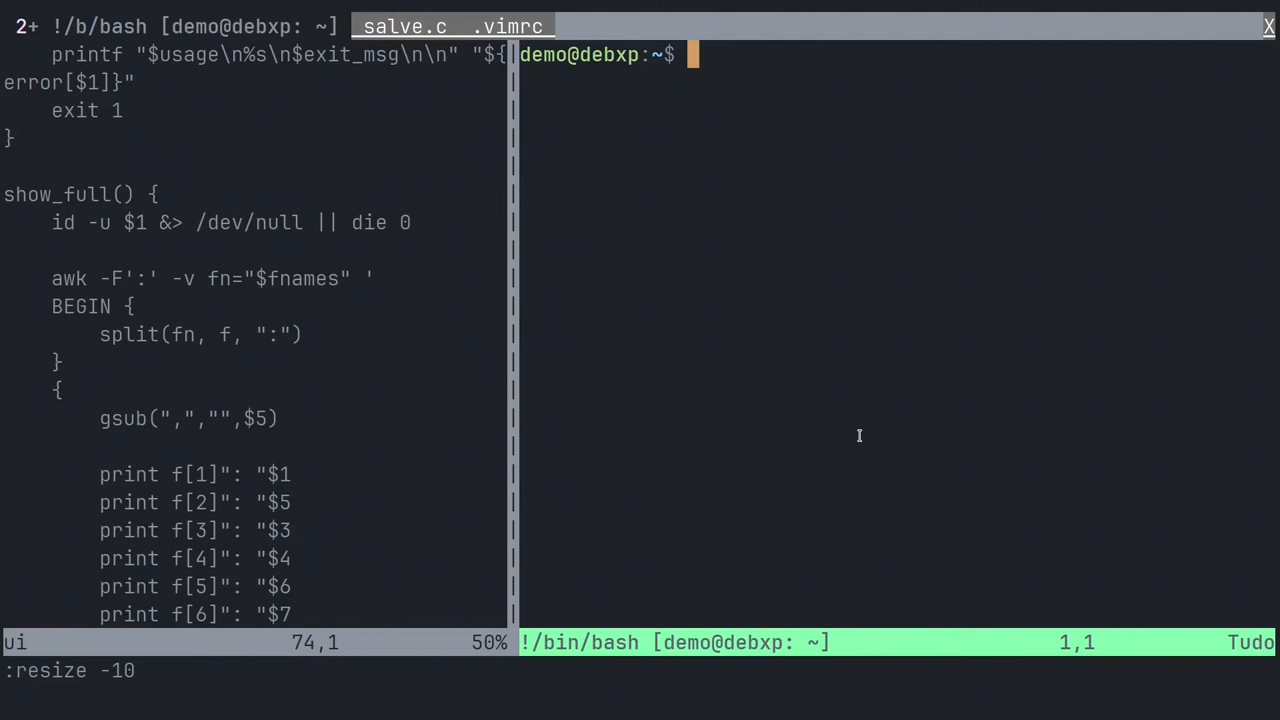 2+ !/b/bash [demo@debxp: ~]  salve.c  .vimrc  X
    printf "$usage\n%s\n$exit_msg\n\n" "${
error[$1]}"
    exit 1
}
show_full() {
    id -u $1 &> /dev/null || die 0
    awk -F':' -v fn="$fnames" '
    BEGIN {
        split(fn, f, ":")
    }
    {
        gsub(",","",$5)
        print f[1]": "$1
        print f[2]": "$5
        print f[3]": "$3
        print f[4]": "$4
        print f[5]": "$6
        print f[6]": "$7
ui 74,1 50%
demo@debxp:~$
!/bin/bash [demo@debxp: ~] 1,1 Tudo
:resize -10